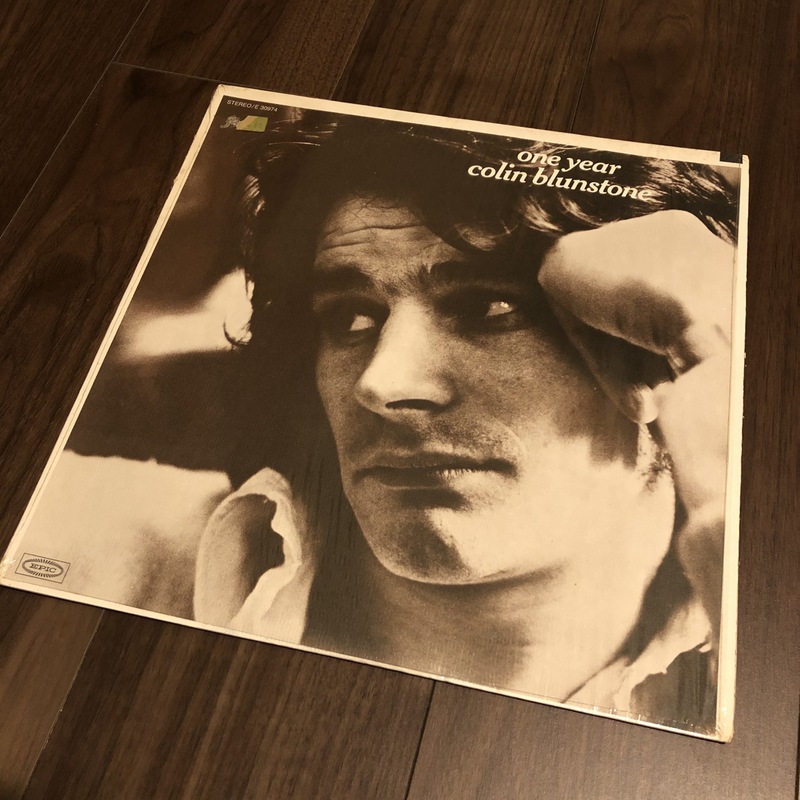 STEREO/E 30974
one year
colin blunstone
EPIC